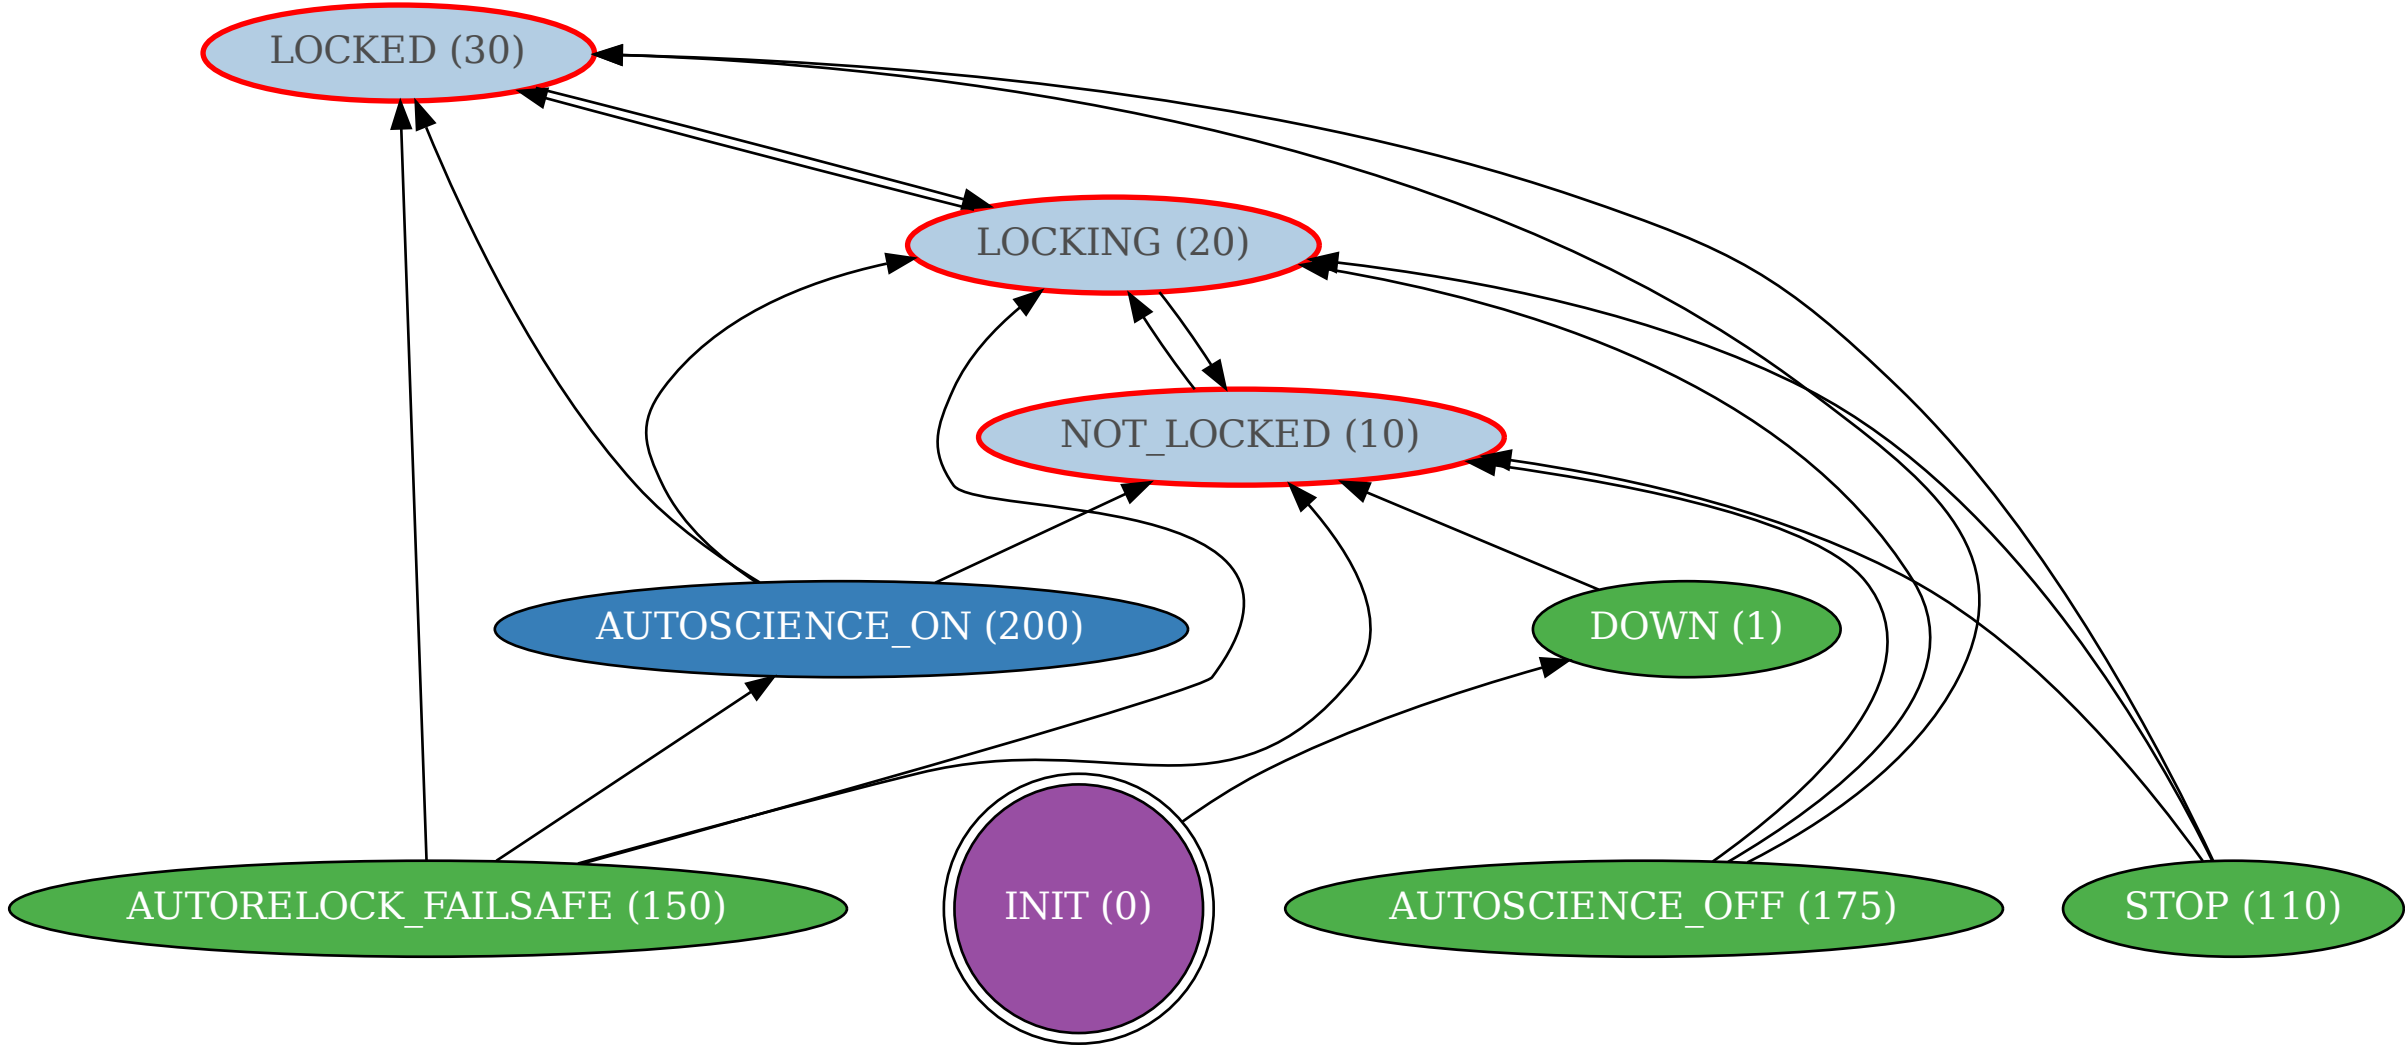 LOCKED (30)
LOCKING (20)
NOT_LOCKED (10)
AUTOSCIENCE_ON (200)
DOWN (1)
AUTORELOCK_FAILSAFE (150)
INIT (0)
AUTOSCIENCE_OFF (175)
STOP (110)